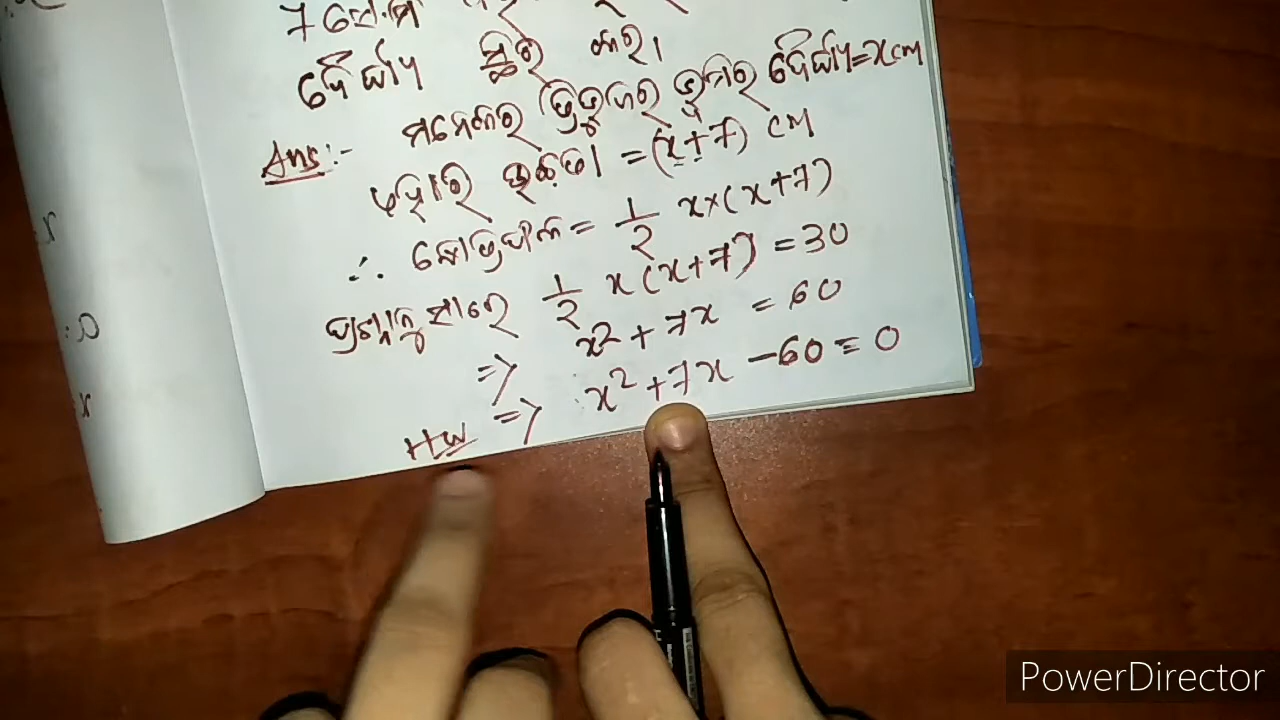 7 ସେ.ମି
ଦୈର୍ଘ୍ୟ ସ୍ଥିର କର।
Ans:- ମନେକର ତ୍ରିଭୁଜର ଭୂମିର ଦୈର୍ଘ୍ୟ=xcm
ଏହାର ଉଚ୍ଚତା =(x+7) cm
∴ କ୍ଷେତ୍ରଫଳ= 1/2 x×(x+7)
ପ୍ରଶ୍ନାନୁସାରେ 1/2 x(x+7) =30
=> x²+7x =60
HW => x²+7x -60=0
PowerDirector